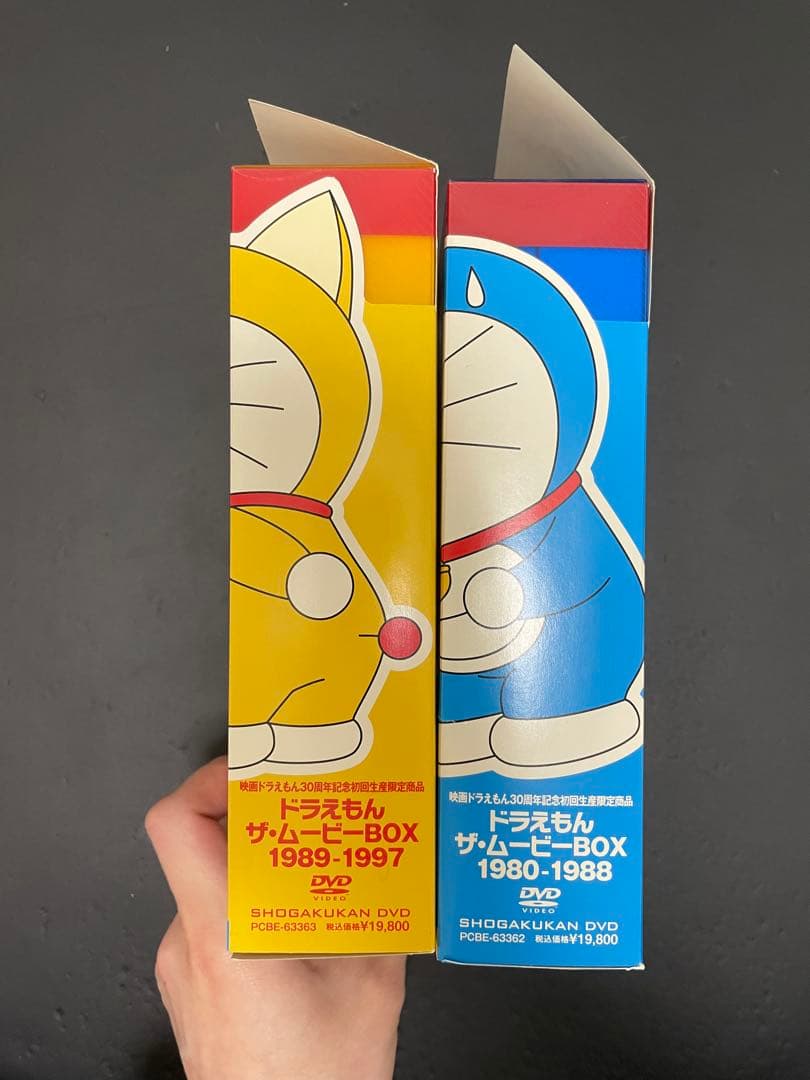 映画ドラえもん30周年記念初回生産限定商品
ドラえもん
ザ・ムービーBOX
1989-1997
DVD
VIDEO
SHOGAKUKAN DVD
PCBE-63363 税込価格¥19,800
映画ドラえもん30周年記念初回生産限定商品
ドラえもん
ザ・ムービーBOX
1980-1988
DVD
VIDEO
SHOGAKUKAN DVD
PCBE-63362 税込価格¥19,800